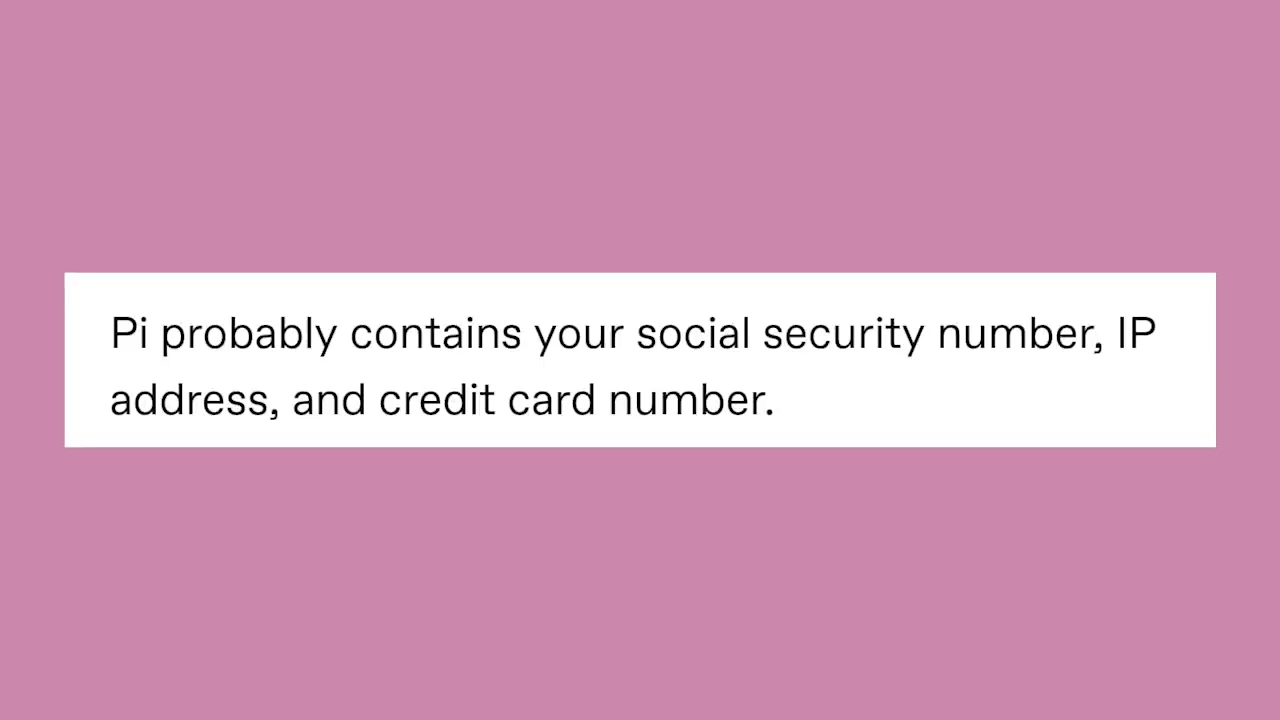 Pi probably contains your social security number, IP
address, and credit card number.